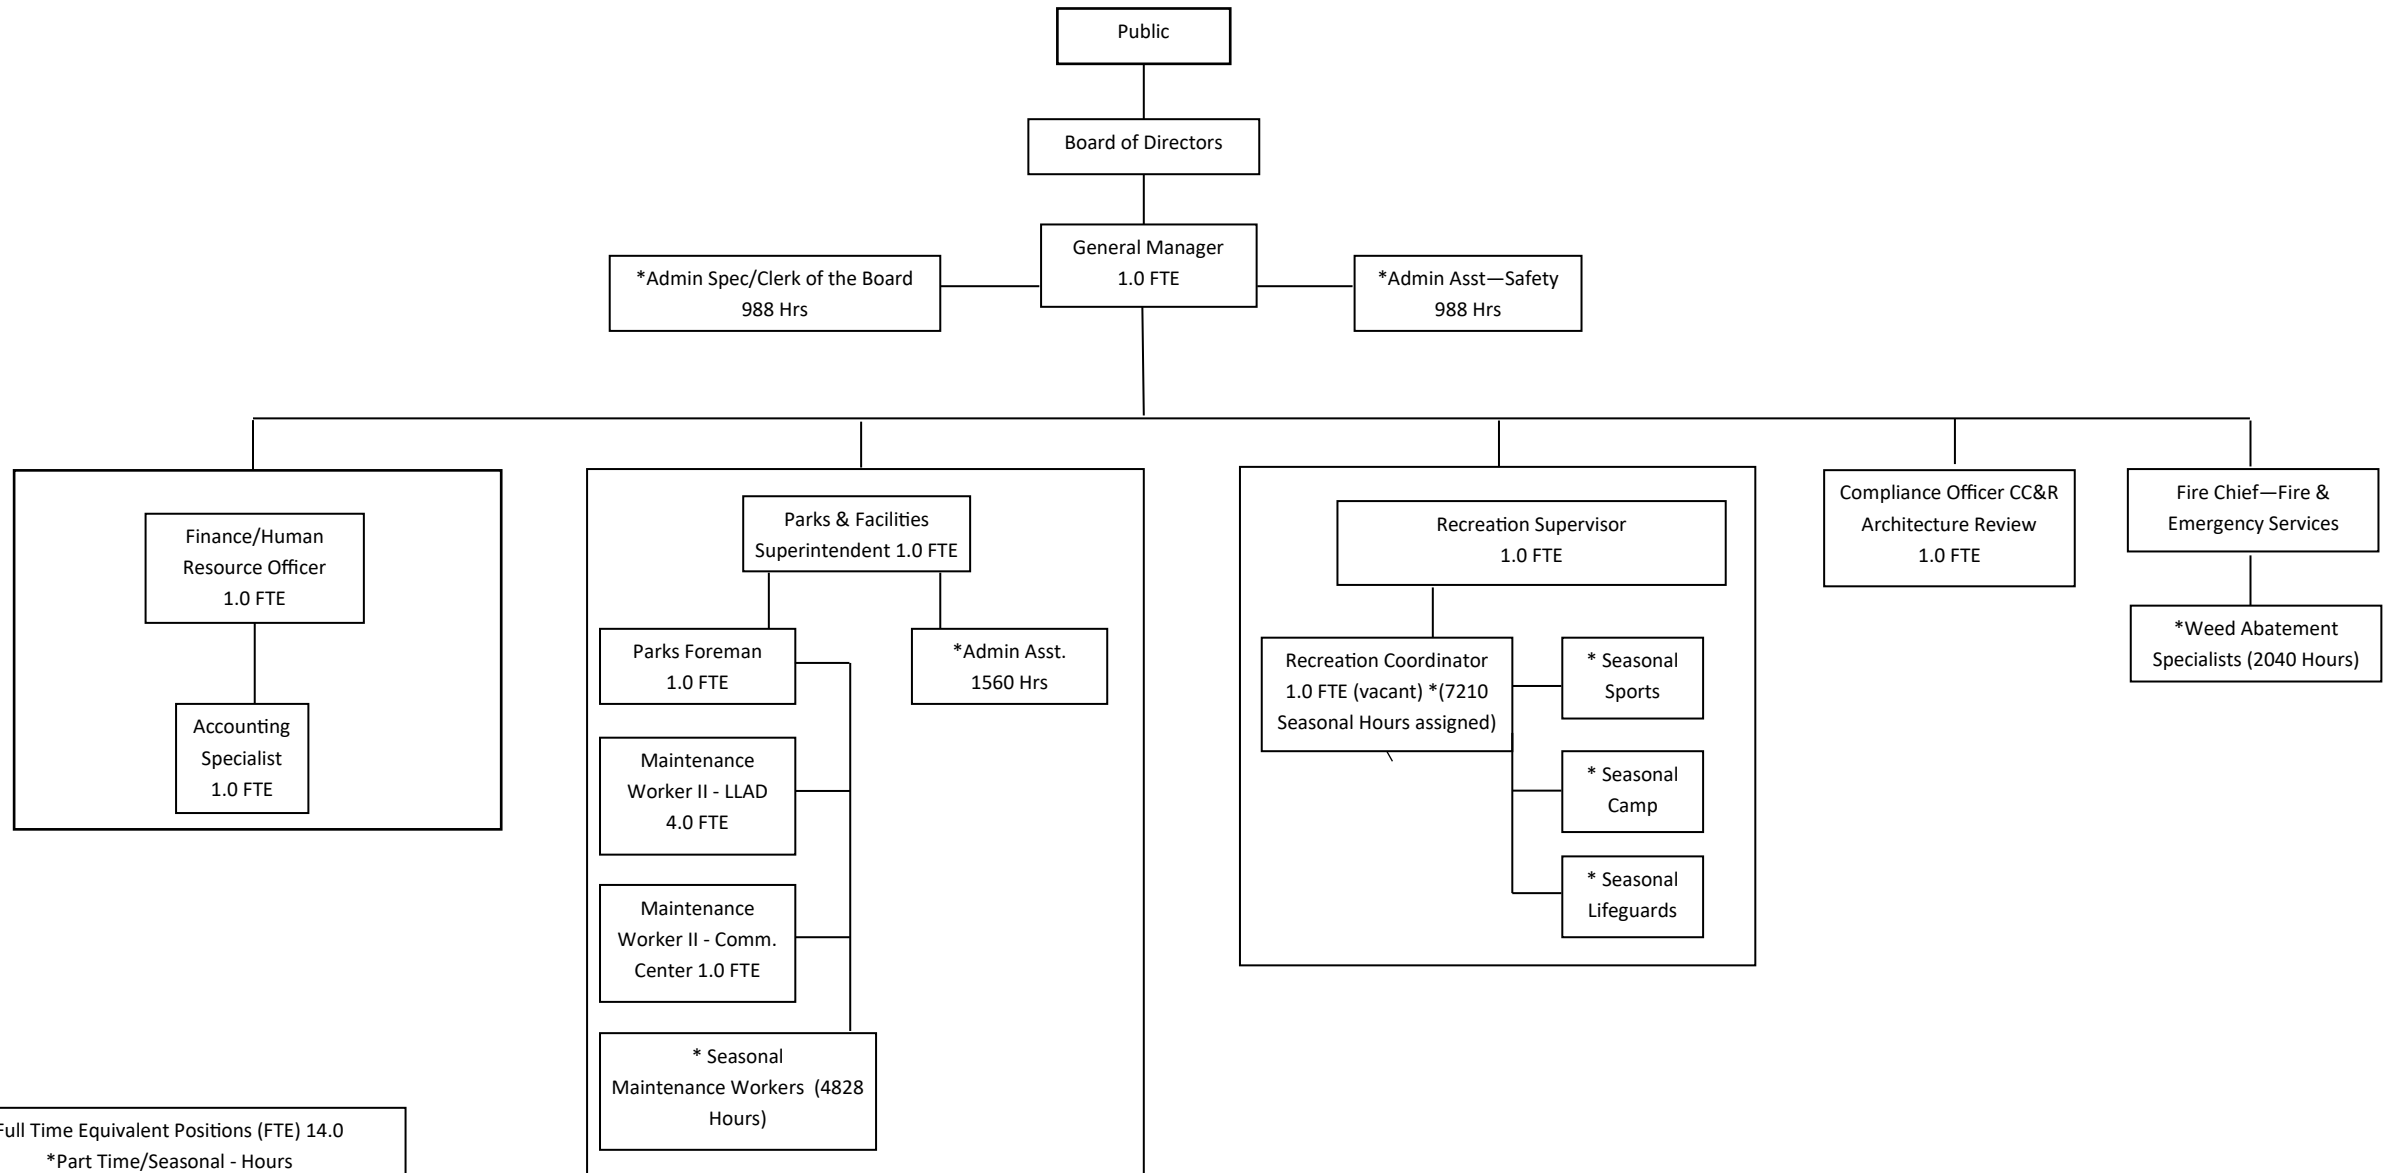 Public
Board of Directors
General Manager
1.0 FTE
*Admin Spec/Clerk of the Board
988 Hrs
*Admin Asst—Safety
988 Hrs
Finance/Human
Resource Officer
1.0 FTE
Accounting
Specialist
1.0 FTE
Parks & Facilities
Superintendent 1.0 FTE
Parks Foreman
1.0 FTE
*Admin Asst.
1560 Hrs
Maintenance
Worker II - LLAD
4.0 FTE
Maintenance
Worker II - Comm.
Center 1.0 FTE
* Seasonal
Maintenance Workers (4828
Hours)
Recreation Supervisor
1.0 FTE
Recreation Coordinator
1.0 FTE (vacant) *(7210
Seasonal Hours assigned)
* Seasonal
Sports
* Seasonal
Camp
* Seasonal
Lifeguards
Compliance Officer CC&R
Architecture Review
1.0 FTE
Fire Chief—Fire &
Emergency Services
*Weed Abatement
Specialists (2040 Hours)
Full Time Equivalent Positions (FTE) 14.0
*Part Time/Seasonal - Hours